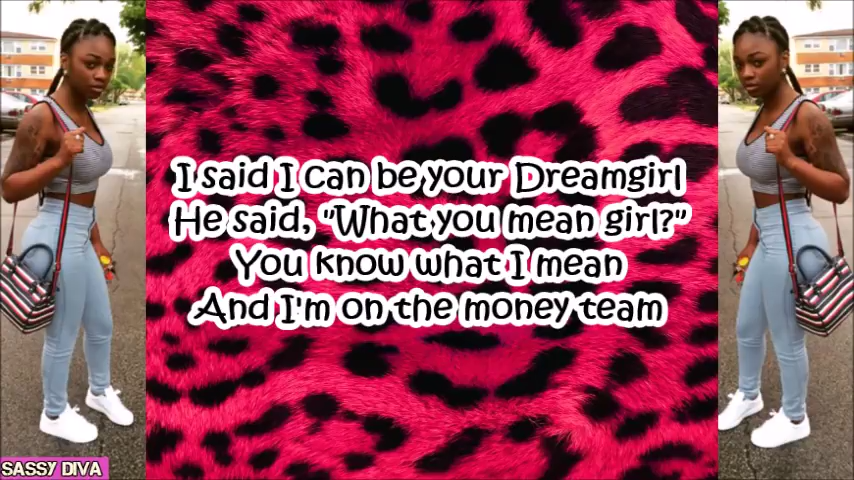 I said I can be your Dreamgirl
He said, "What you mean girl?"
You know what I mean
And I'm on the money team
SASSY DIVA